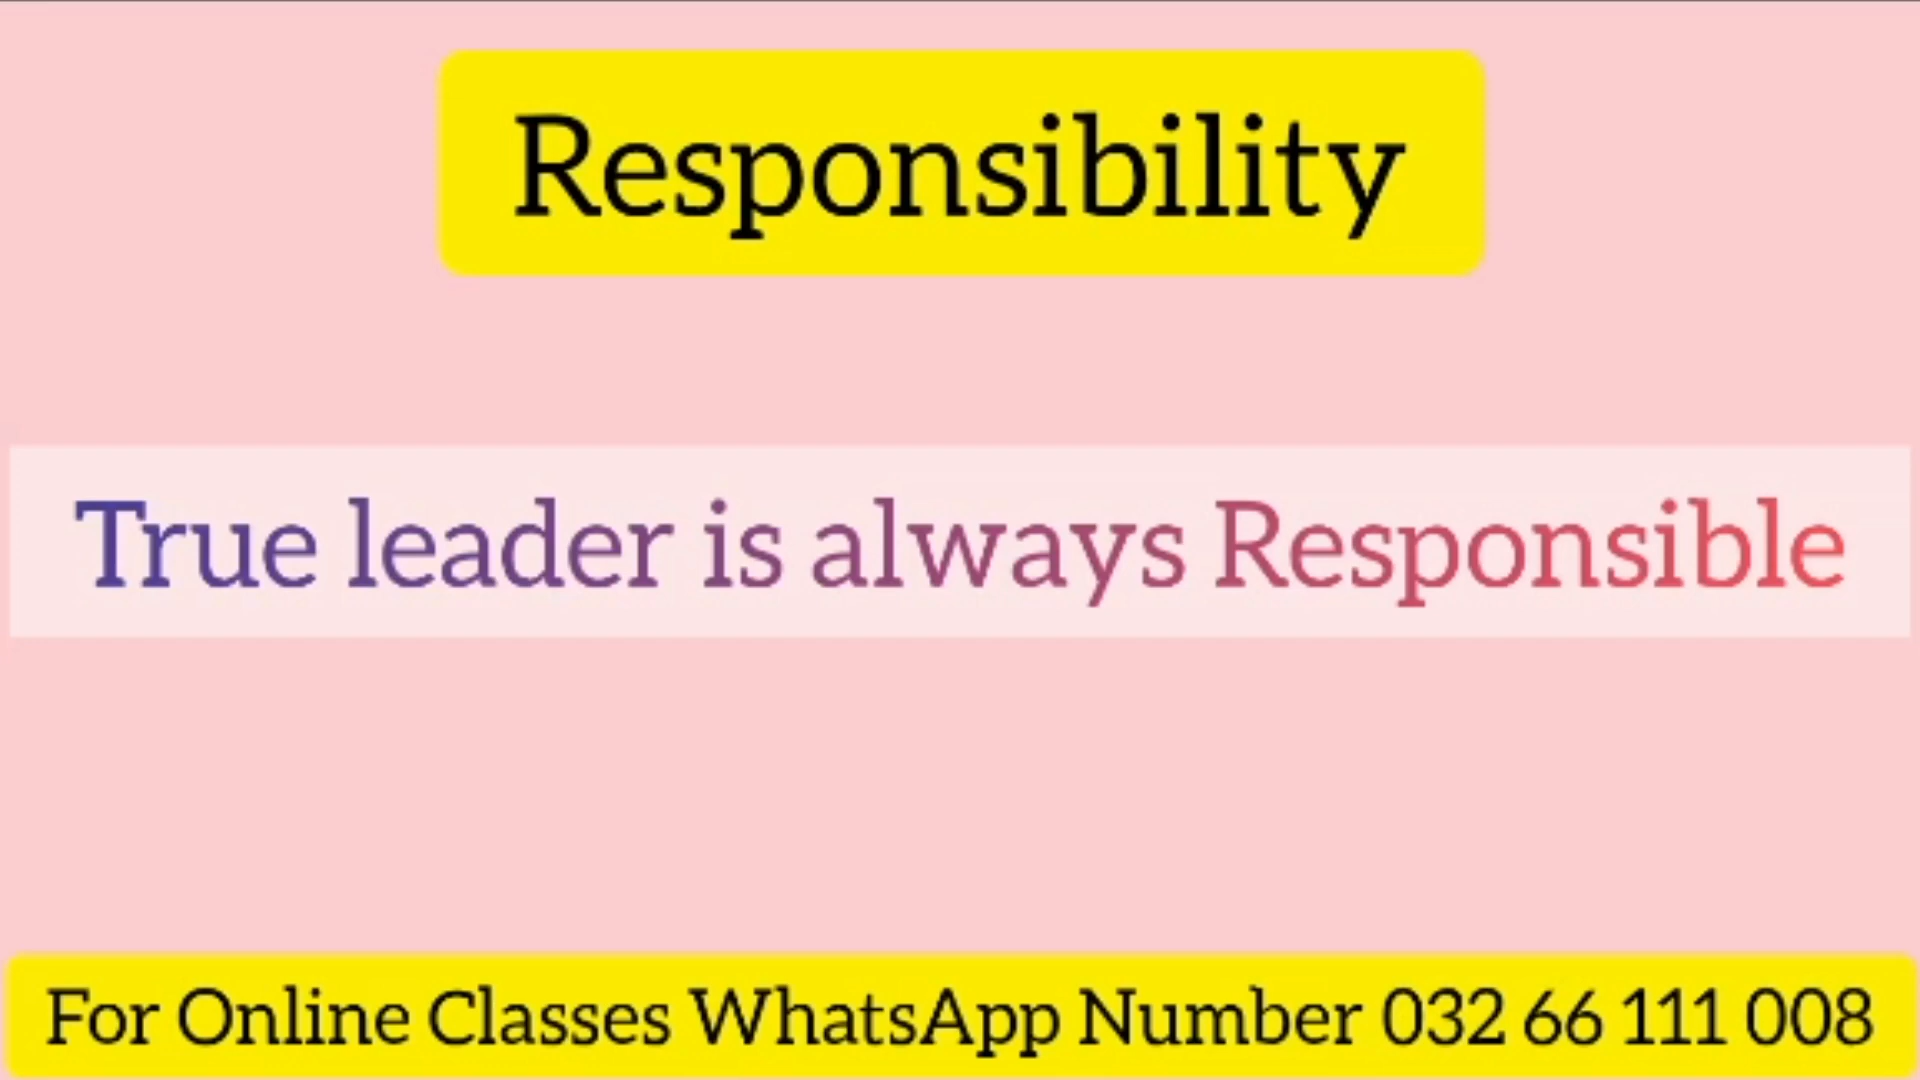 Responsibility
True leader is always Responsible
For Online Classes WhatsApp Number 032 66 111 008